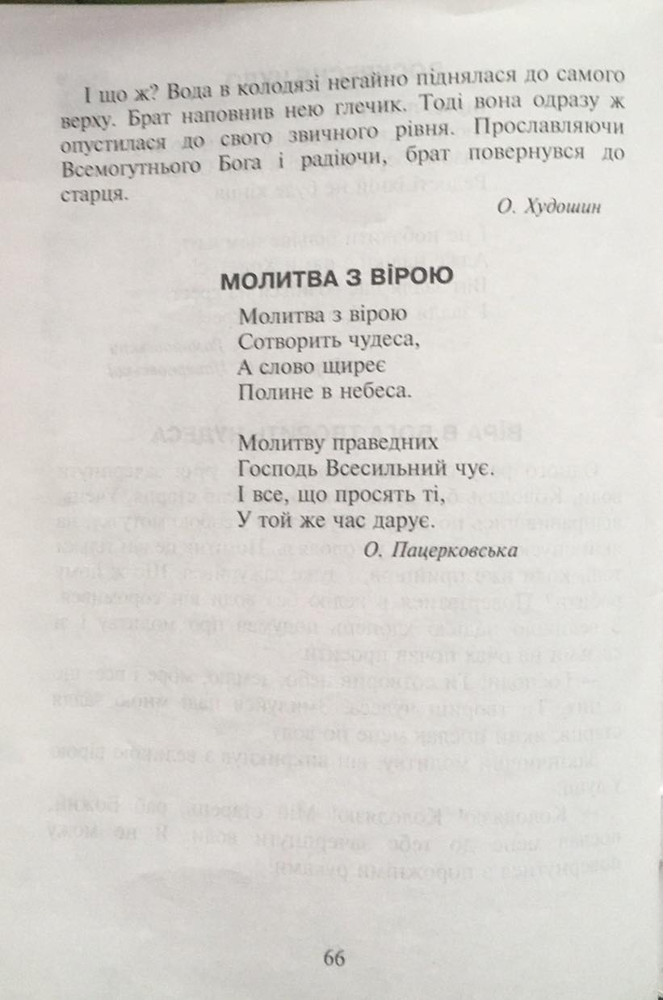 І що ж? Вода в колодязі негайно піднялася до самого
верху. Брат наповнив нею глечик. Тоді вона одразу ж
опустилася до свого звичного рівня. Прославляючи
Всемогутнього Бога і радіючи, брат повернувся до
старця.
О. Худошин
МОЛИТВА З ВІРОЮ
Молитва з вірою
Сотворить чудеса,
А слово щиреє
Полине в небеса.
Молитву праведних
Господь Всесильний чує.
І все, що просять ті,
У той же час дарує.
О. Пацерковська
66